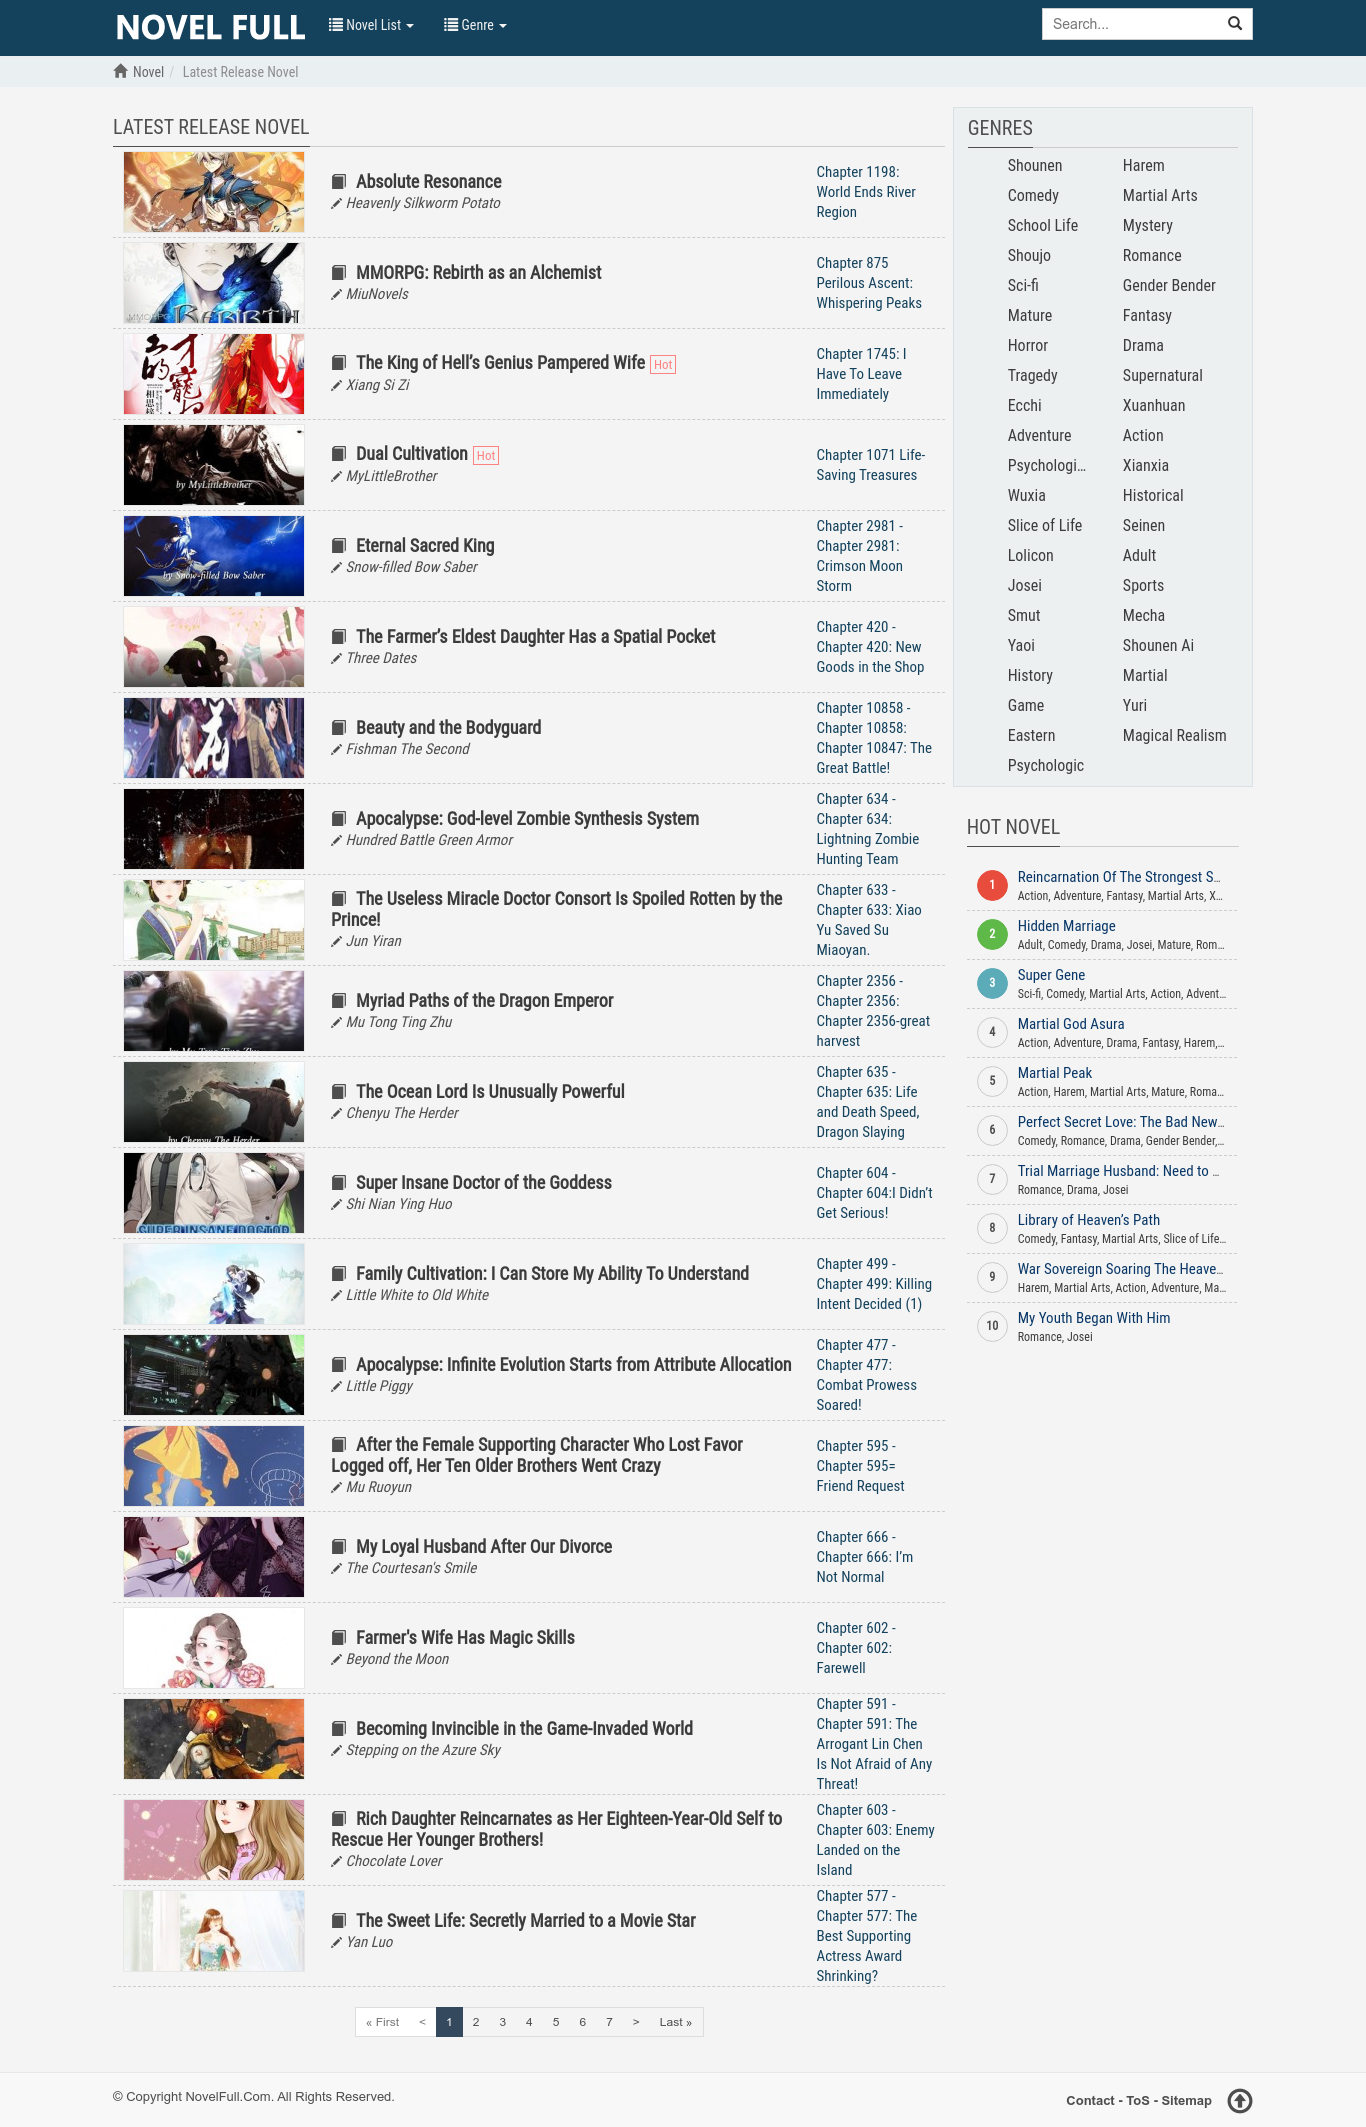 NOVEL FULL
Novel List
Genre
Search...
Novel / Latest Release Novel
LATEST RELEASE NOVEL
Absolute Resonance
Heavenly Silkworm Potato
Chapter 1198:
World Ends River
Region
MMORPG: Rebirth as an Alchemist
MiuNovels
Chapter 875
Perilous Ascent:
Whispering Peaks
MMORPG
REBIRTH
The King of Hell's Genius Pampered Wife Hot
Xiang Si Zi
Chapter 1745: I
Have To Leave
Immediately
Dual Cultivation Hot
MyLittleBrother
Chapter 1071 Life-
Saving Treasures
by MyLittleBrother
Eternal Sacred King
Snow-filled Bow Saber
Chapter 2981 -
Chapter 2981:
Crimson Moon
Storm
by Snow-filled Bow Saber
The Farmer's Eldest Daughter Has a Spatial Pocket
Three Dates
Chapter 420 -
Chapter 420: New
Goods in the Shop
Beauty and the Bodyguard
Fishman The Second
Chapter 10858 -
Chapter 10858:
Chapter 10847: The
Great Battle!
Apocalypse: God-level Zombie Synthesis System
Hundred Battle Green Armor
Chapter 634 -
Chapter 634:
Lightning Zombie
Hunting Team
The Useless Miracle Doctor Consort Is Spoiled Rotten by the
Prince!
Jun Yiran
Chapter 633 -
Chapter 633: Xiao
Yu Saved Su
Miaoyan.
Myriad Paths of the Dragon Emperor
Mu Tong Ting Zhu
Chapter 2356 -
Chapter 2356:
Chapter 2356-great
harvest
by Mu Tong Ting Zhu
The Ocean Lord Is Unusually Powerful
Chenyu The Herder
Chapter 635 -
Chapter 635: Life
and Death Speed,
Dragon Slaying
by Chenyu The Herder
Super Insane Doctor of the Goddess
Shi Nian Ying Huo
Chapter 604 -
Chapter 604:I Didn't
Get Serious!
SUPER INSANE DOCTOR
Family Cultivation: I Can Store My Ability To Understand
Little White to Old White
Chapter 499 -
Chapter 499: Killing
Intent Decided (1)
Apocalypse: Infinite Evolution Starts from Attribute Allocation
Little Piggy
Chapter 477 -
Chapter 477:
Combat Prowess
Soared!
After the Female Supporting Character Who Lost Favor
Logged off, Her Ten Older Brothers Went Crazy
Mu Ruoyun
Chapter 595 -
Chapter 595=
Friend Request
My Loyal Husband After Our Divorce
The Courtesan's Smile
Chapter 666 -
Chapter 666: I'm
Not Normal
Farmer's Wife Has Magic Skills
Beyond the Moon
Chapter 602 -
Chapter 602:
Farewell
Becoming Invincible in the Game-Invaded World
Stepping on the Azure Sky
Chapter 591 -
Chapter 591: The
Arrogant Lin Chen
Is Not Afraid of Any
Threat!
Rich Daughter Reincarnates as Her Eighteen-Year-Old Self to
Rescue Her Younger Brothers!
Chocolate Lover
Chapter 603 -
Chapter 603: Enemy
Landed on the
Island
The Sweet Life: Secretly Married to a Movie Star
Yan Luo
Chapter 577 -
Chapter 577: The
Best Supporting
Actress Award
Shrinking?
« First < 1 2 3 4 5 6 7 > Last »
GENRES
Shounen Harem
Comedy Martial Arts
School Life Mystery
Shoujo Romance
Sci-fi Gender Bender
Mature Fantasy
Horror Drama
Tragedy Supernatural
Ecchi Xuanhuan
Adventure Action
Psychologi... Xianxia
Wuxia Historical
Slice of Life Seinen
Lolicon Adult
Josei Sports
Smut Mecha
Yaoi Shounen Ai
History Martial
Game Yuri
Eastern Magical Realism
Psychologic
HOT NOVEL
1 Reincarnation Of The Strongest S...
Action, Adventure, Fantasy, Martial Arts, X...
2 Hidden Marriage
Adult, Comedy, Drama, Josei, Mature, Rom...
3 Super Gene
Sci-fi, Comedy, Martial Arts, Action, Advent...
4 Martial God Asura
Action, Adventure, Drama, Fantasy, Harem,...
5 Martial Peak
Action, Harem, Martial Arts, Mature, Roma...
6 Perfect Secret Love: The Bad New...
Comedy, Romance, Drama, Gender Bender,...
7 Trial Marriage Husband: Need to ...
Romance, Drama, Josei
8 Library of Heaven's Path
Comedy, Fantasy, Martial Arts, Slice of Life...
9 War Sovereign Soaring The Heave...
Harem, Martial Arts, Action, Adventure, Ma...
10 My Youth Began With Him
Romance, Josei
© Copyright NovelFull.Com. All Rights Reserved.
Contact - ToS - Sitemap